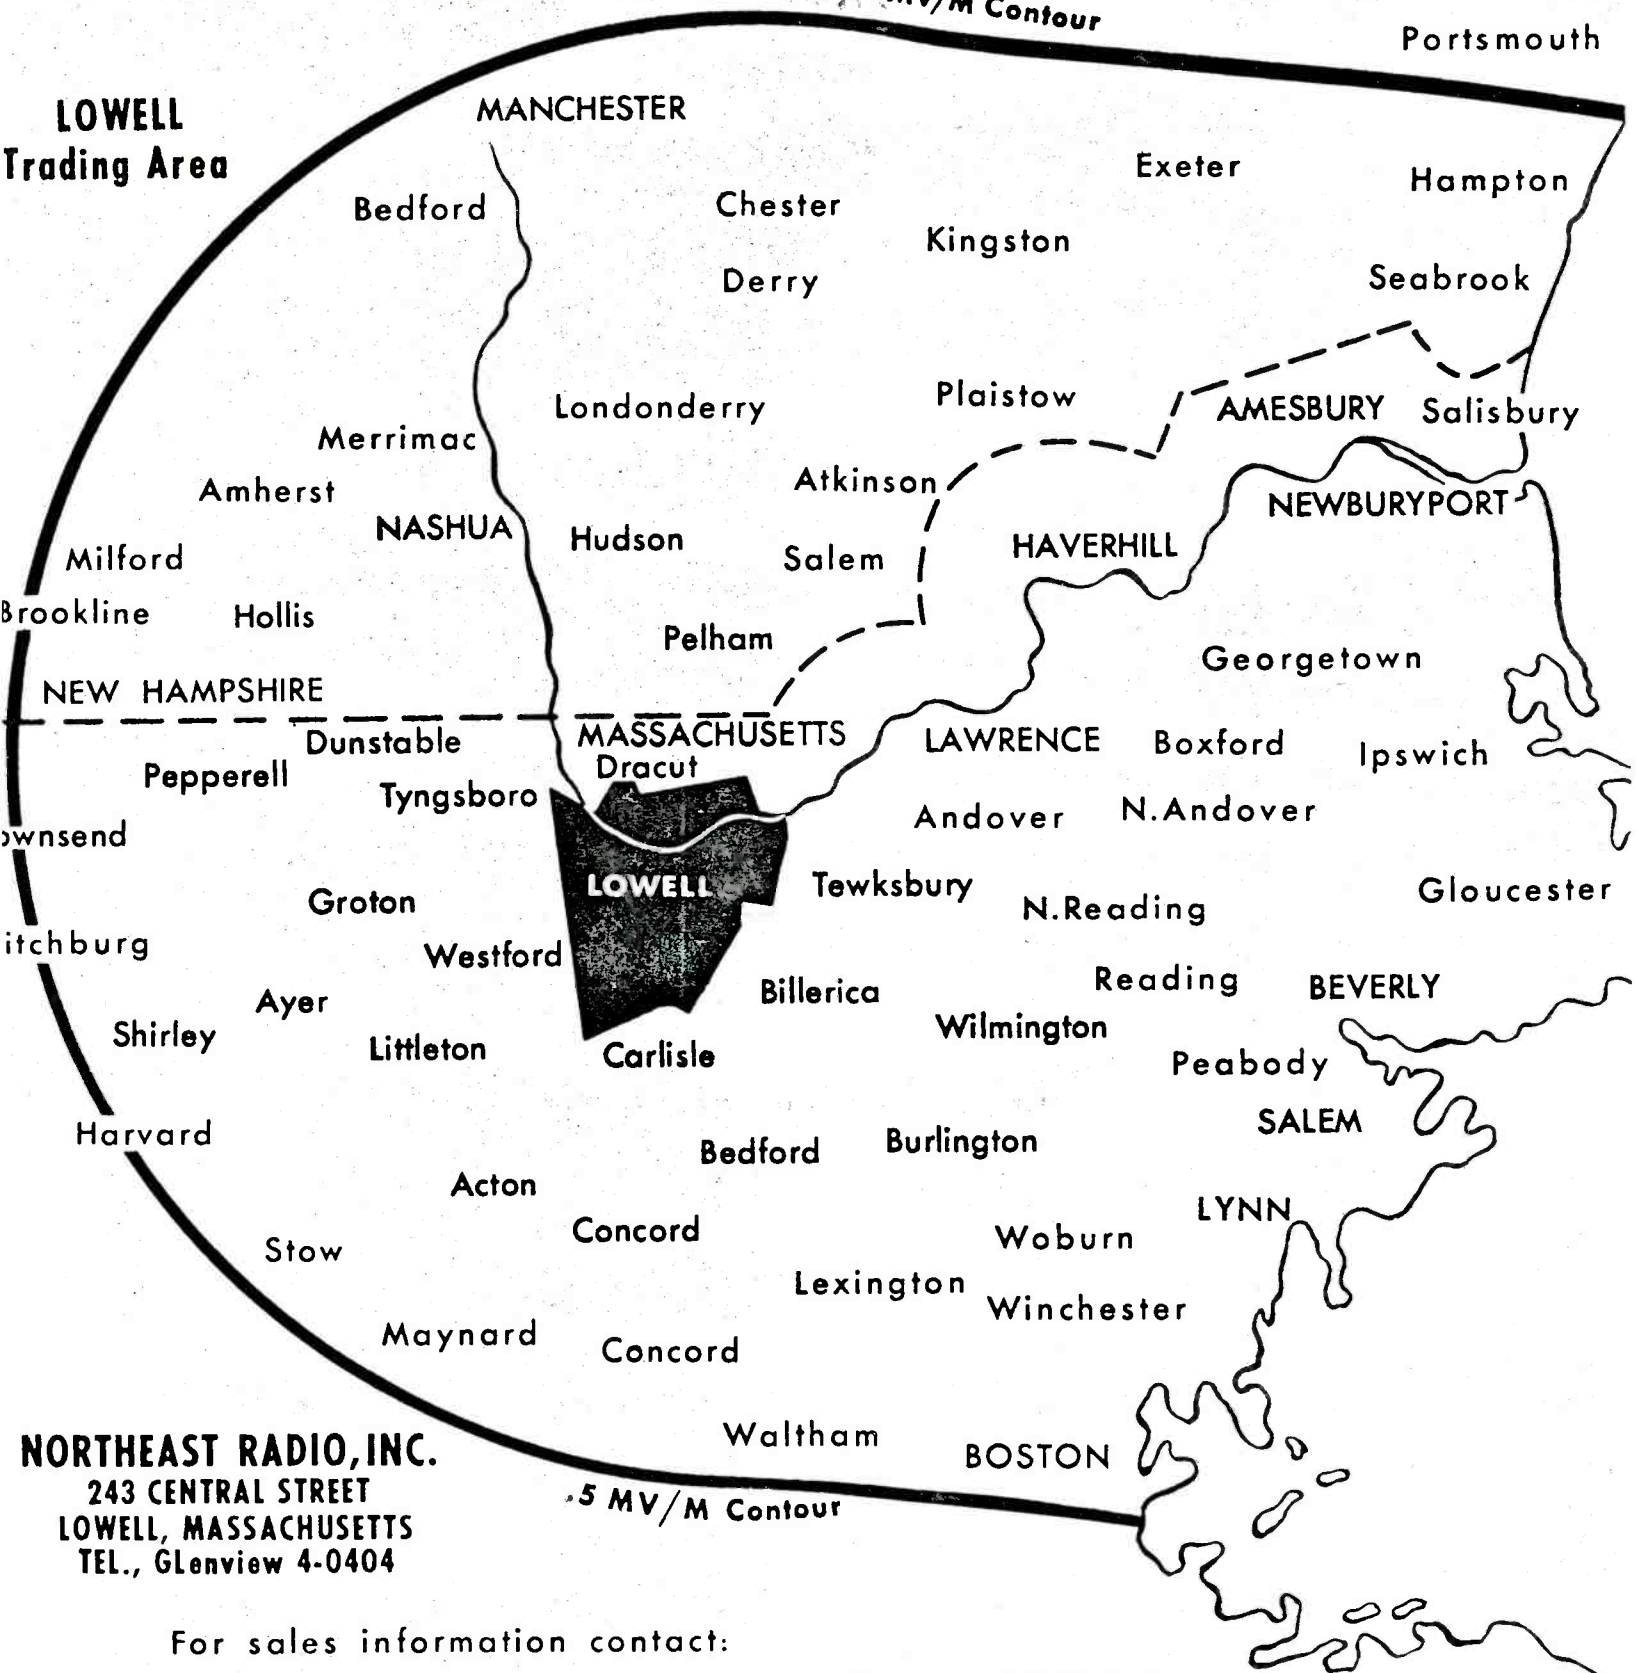 MV/M Contour
Portsmouth
LOWELL
Trading Area
MANCHESTER
Exeter
Hampton
Bedford
Chester
Kingston
Derry
Seabrook
Londonderry
Plaistow
AMESBURY
Salisbury
Merrimac
Amherst
Atkinson
NEWBURYPORT
NASHUA
Hudson
HAVERHILL
Milford
Salem
Brookline
Hollis
Pelham
Georgetown
NEW HAMPSHIRE
MASSACHUSETTS
Dunstable
LAWRENCE
Boxford
Ipswich
Dracut
Pepperell
Tyngsboro
Andover
N.Andover
ownsend
LOWELL
Tewksbury
Gloucester
Groton
N.Reading
itchburg
Westford
Billerica
Reading
BEVERLY
Ayer
Shirley
Wilmington
Littleton
Carlisle
Peabody
SALEM
Harvard
Bedford
Burlington
Acton
LYNN
Concord
Woburn
Stow
Lexington
Winchester
Maynard
Concord
Waltham
BOSTON
NORTHEAST RADIO, INC.
243 CENTRAL STREET
LOWELL, MASSACHUSETTS
TEL., GLenview 4-0404
.5 MV/M Contour
For sales information contact: